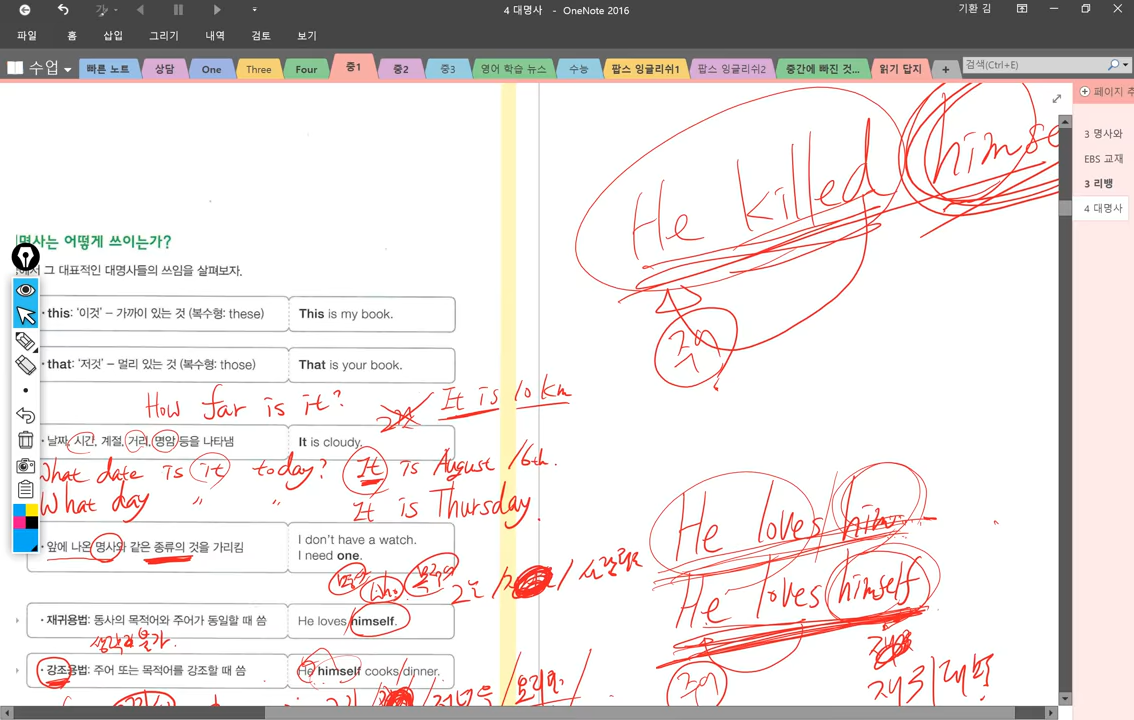 4 대명사 - OneNote 2016
기환 김
파일 홈 삽입 그리기 내역 검토 보기
수업 빠른 노트 상담 One Three Four 중1 중2 중3 영어 학습 뉴스 수능 팝스 잉글리쉬1 팝스 잉글리쉬2 중간에 빠진 것... 읽기 답지 +
검색(Ctrl+E)
페이지 추
3 명사와
EBS 교재
3 리뱅
4 대명사
He killed himse
주어
명사는 어떻게 쓰이는가?
에서 그 대표적인 대명사들의 쓰임을 살펴보자.
• this: '이것' – 가까이 있는 것 (복수형: these) This is my book.
• that: '저것' – 멀리 있는 것 (복수형: those) That is your book.
How far is it? It is 10 km
• 날짜, 시간, 계절, 거리, 명암 등을 나타냄 It is cloudy.
What date is it today? It is August 16th.
What day " " It is Thursday.
• 앞에 나온 명사와 같은 종류의 것을 가리킴 I don't have a watch.
I need one.
He loves him
He loves himself
주어
재귀대명
• 재귀용법: 동사의 목적어와 주어가 동일할 때 씀 He loves himself.
생략 불가.
• 강조용법: 주어 또는 목적어를 강조할 때 씀 He himself cooks dinner.